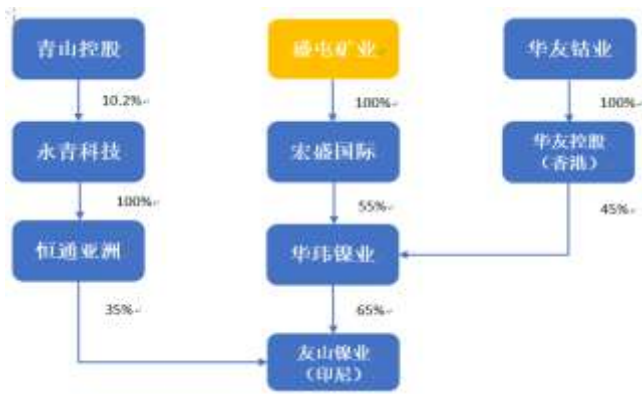 青山控股
盛屯矿业
华友钴业
10.2%
100%
100%
永青科技
宏盛国际
华友控股
（香港）
100%
55%
45%
恒通亚洲
华玮镍业
35%
65%
友山镍业
（印尼）